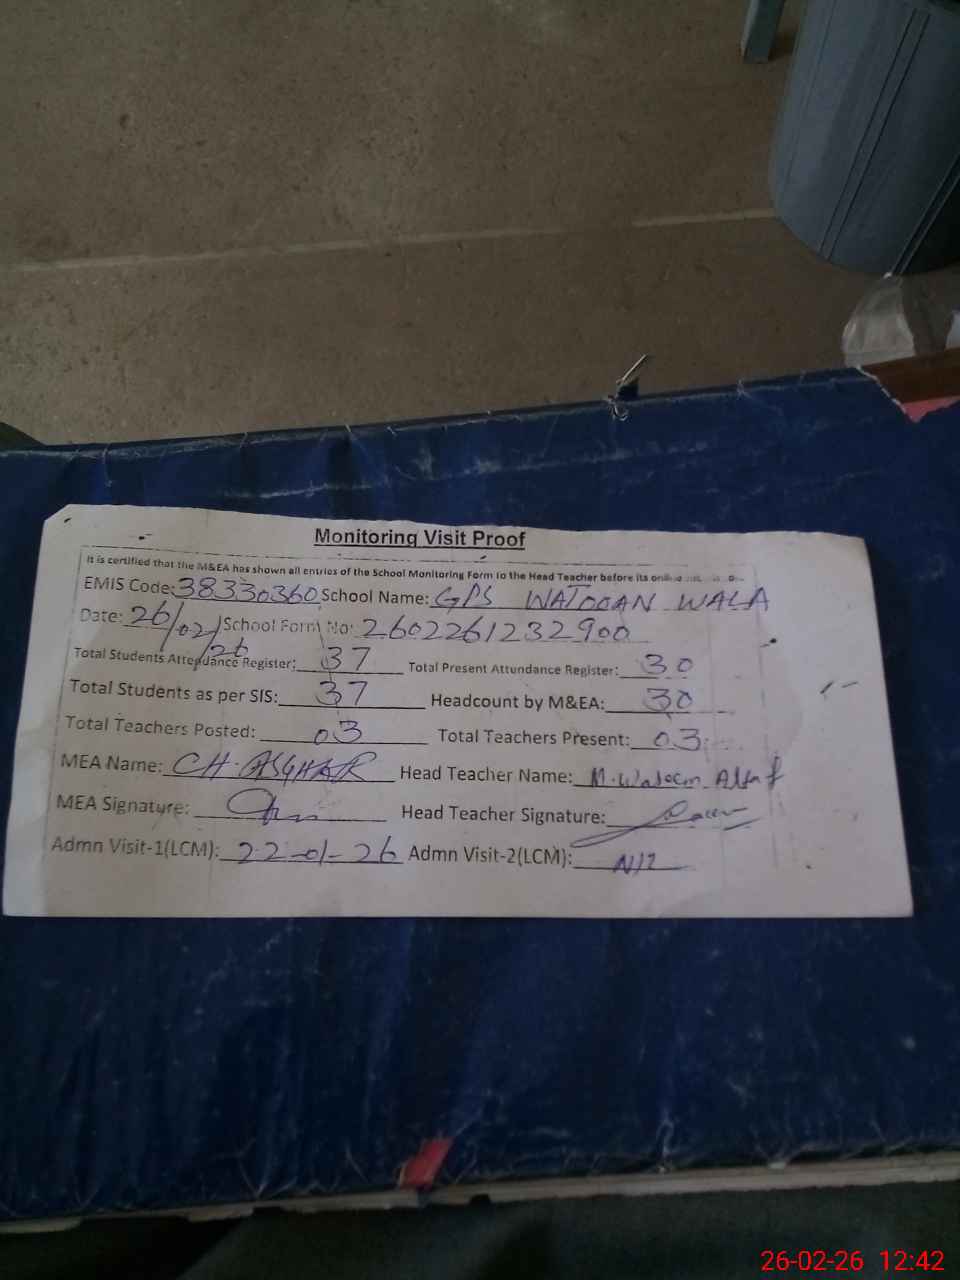 Monitoring Visit Proof
It is certified that the M&EA has shown all entries of the School Monitoring Form to the Head Teacher before its online
EMIS Code: 38330360 School Name: GPS WATOOAN WALA
Date: 26/02/26 School Form No: 2602261232900
Total Students Attendance Register: 37 Total Present Attundance Register: 30
Total Students as per SIS: 37 Headcount by M&EA: 30
Total Teachers Posted: 03 Total Teachers Present: 03
MEA Name: CH. ASGHAR Head Teacher Name: M. Waleem Altaf
MEA Signature: Head Teacher Signature:
Admn Visit-1(LCM): 22-01-26 Admn Visit-2(LCM):
26-02-26 12:42